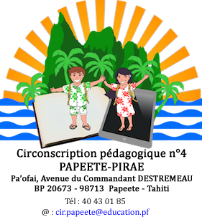 Circonscription pédagogique n°4
PAPEETE-PIRAE
Pa'ofai, Avenue du Commandant DESTREMEAU
BP 20673 - 98713 Papeete - Tahiti
Tél : 40 43 01 85
@ : cir.papeete@education.pf